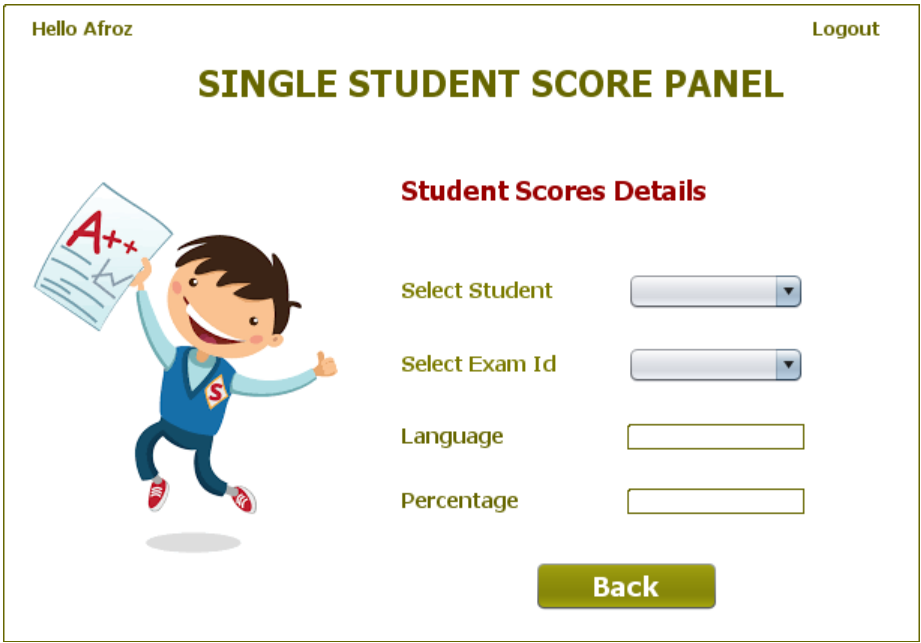 Hello Afroz Logout
SINGLE STUDENT SCORE PANEL
Student Scores Details
A++
Select Student
Select Exam Id
S
Language
Percentage
Back